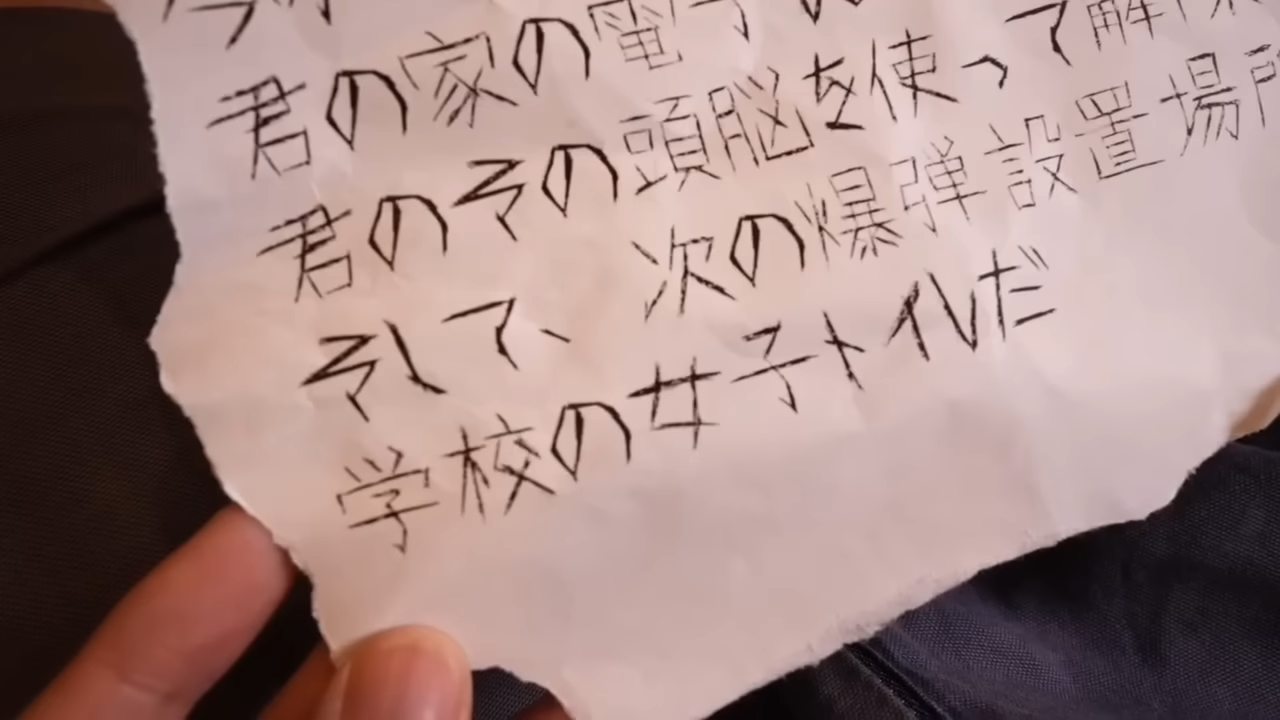 君の家の電子
君のその頭脳を使って解
そして、次の爆弾設置場所
学校の女子トイレだ